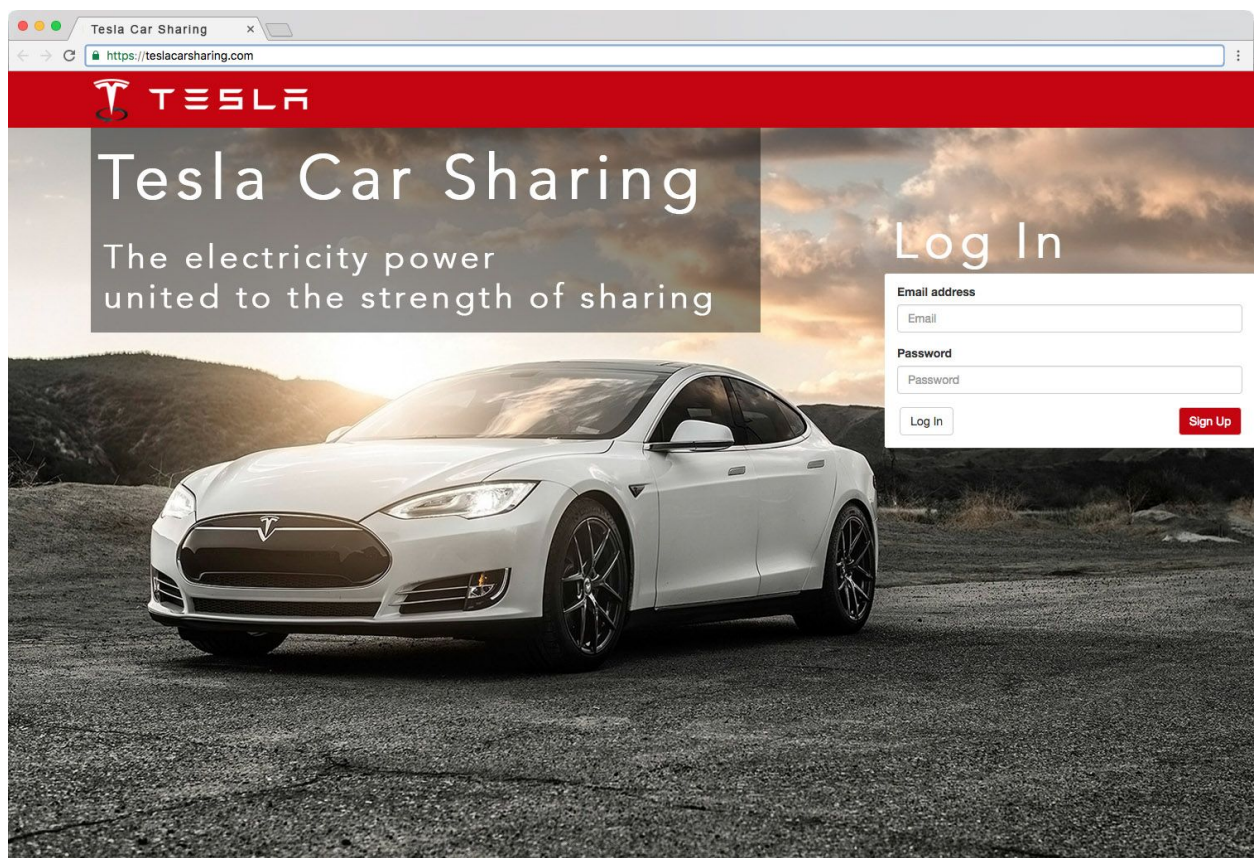 Tesla Car Sharing
https://teslacarsharing.com
TESLA
Tesla Car Sharing
The electricity power
united to the strength of sharing
Log In
Email address
Email
Password
Password
Log In
Sign Up